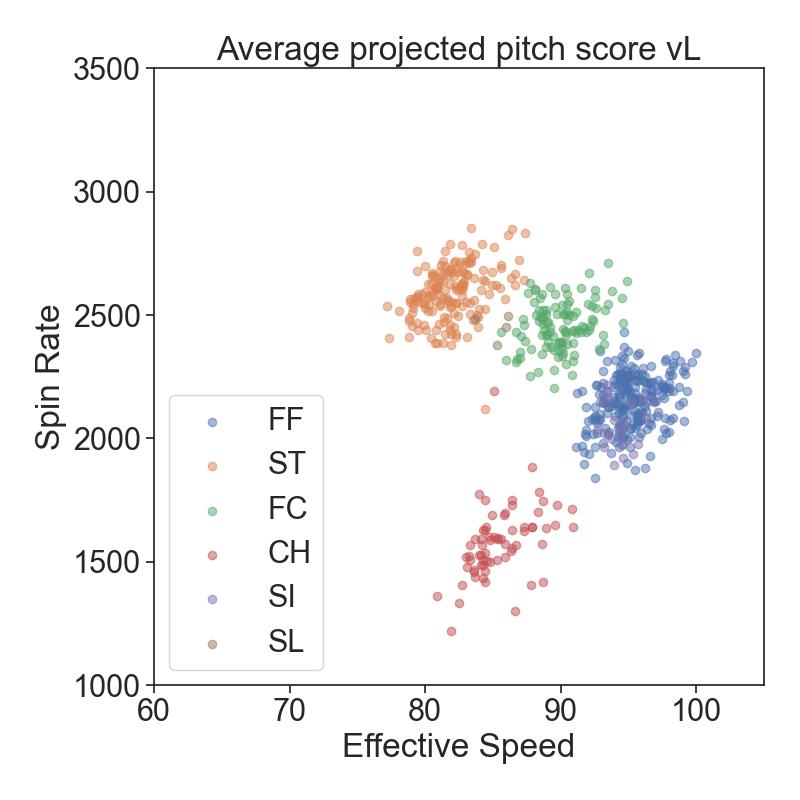 Average projected pitch score vL
3500
3000
2500
2000
1500
1000
Spin Rate
FF
ST
FC
CH
SI
SL
60 70 80 90 100
Effective Speed